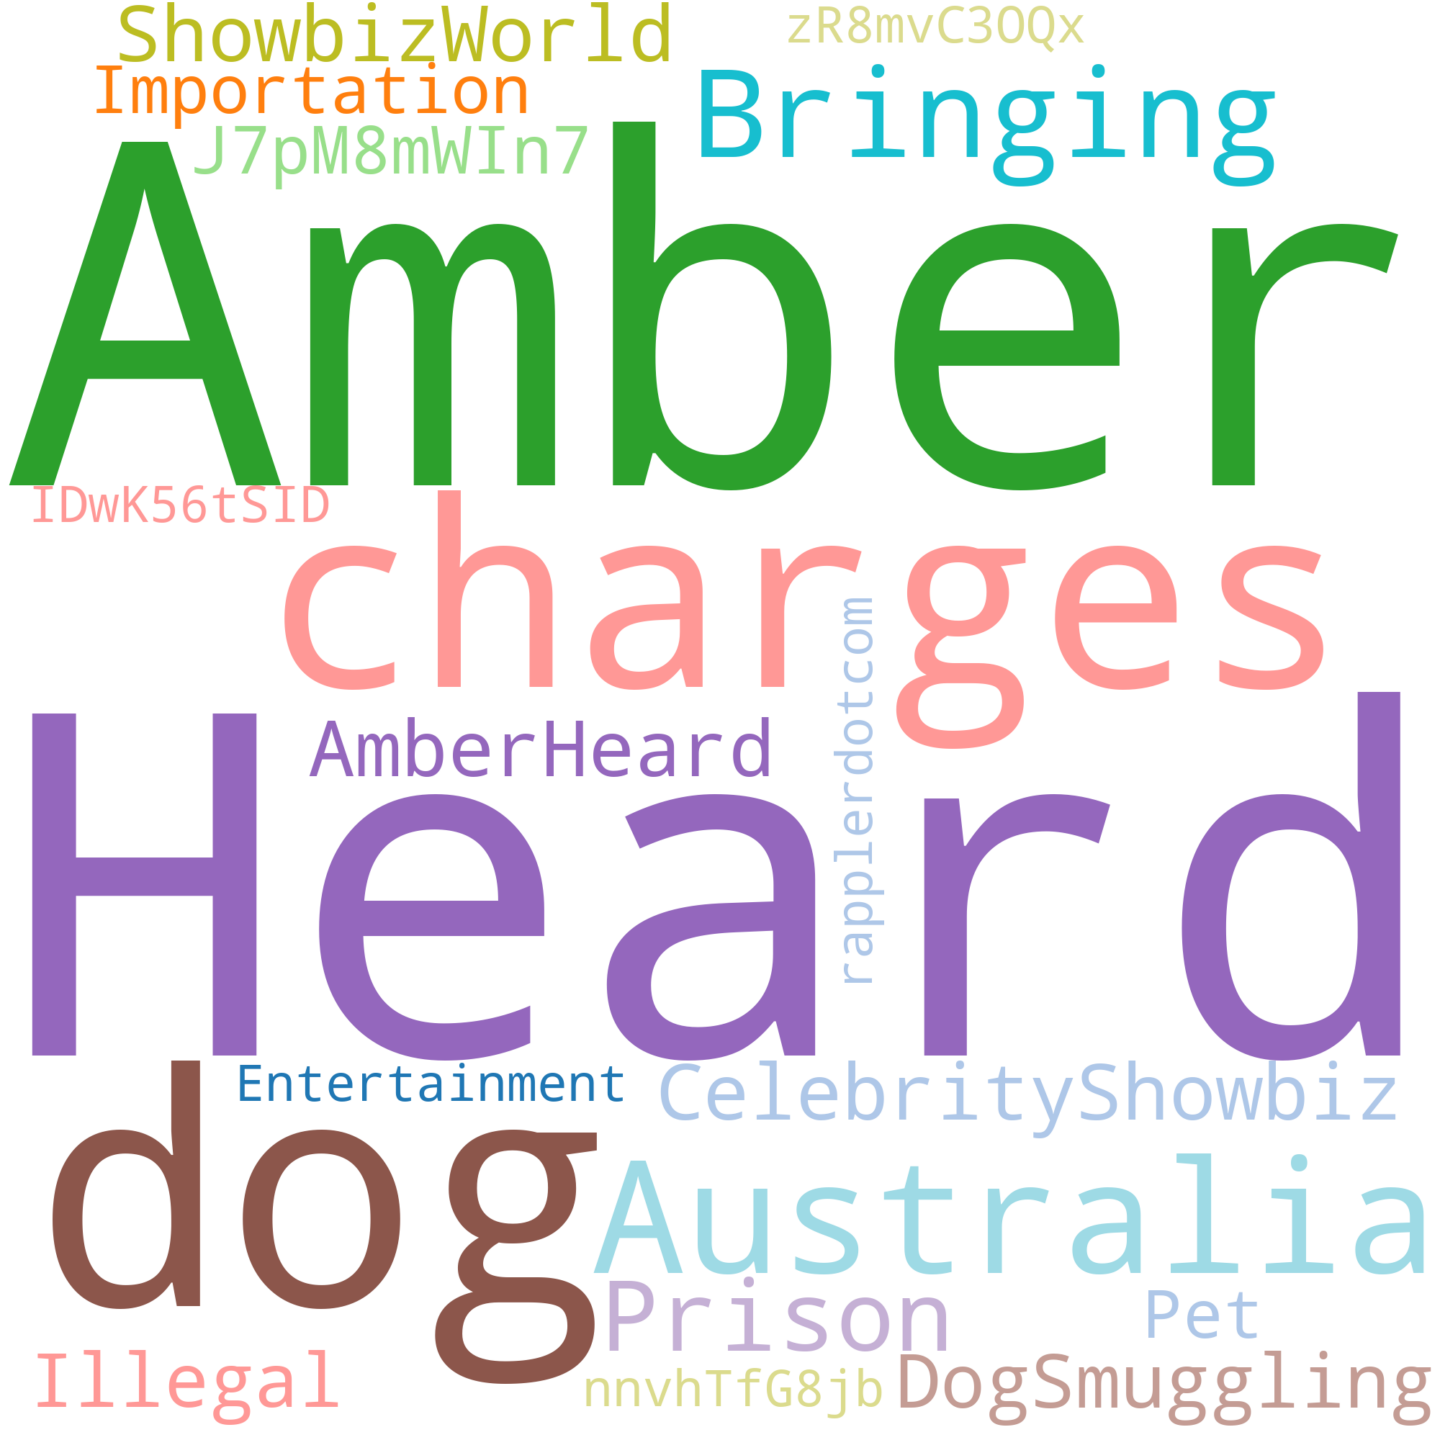 ShowbizWorld
zR8mvC3OQx
Importation
Bringing
J7pM8mWIn7
Amber
IDwK56tSID
charges
rapplerdotcom
AmberHeard
Heard
Entertainment
CelebrityShowbiz
dog
Australia
Prison
Pet
Illegal
nnvhTfG8jb
DogSmuggling